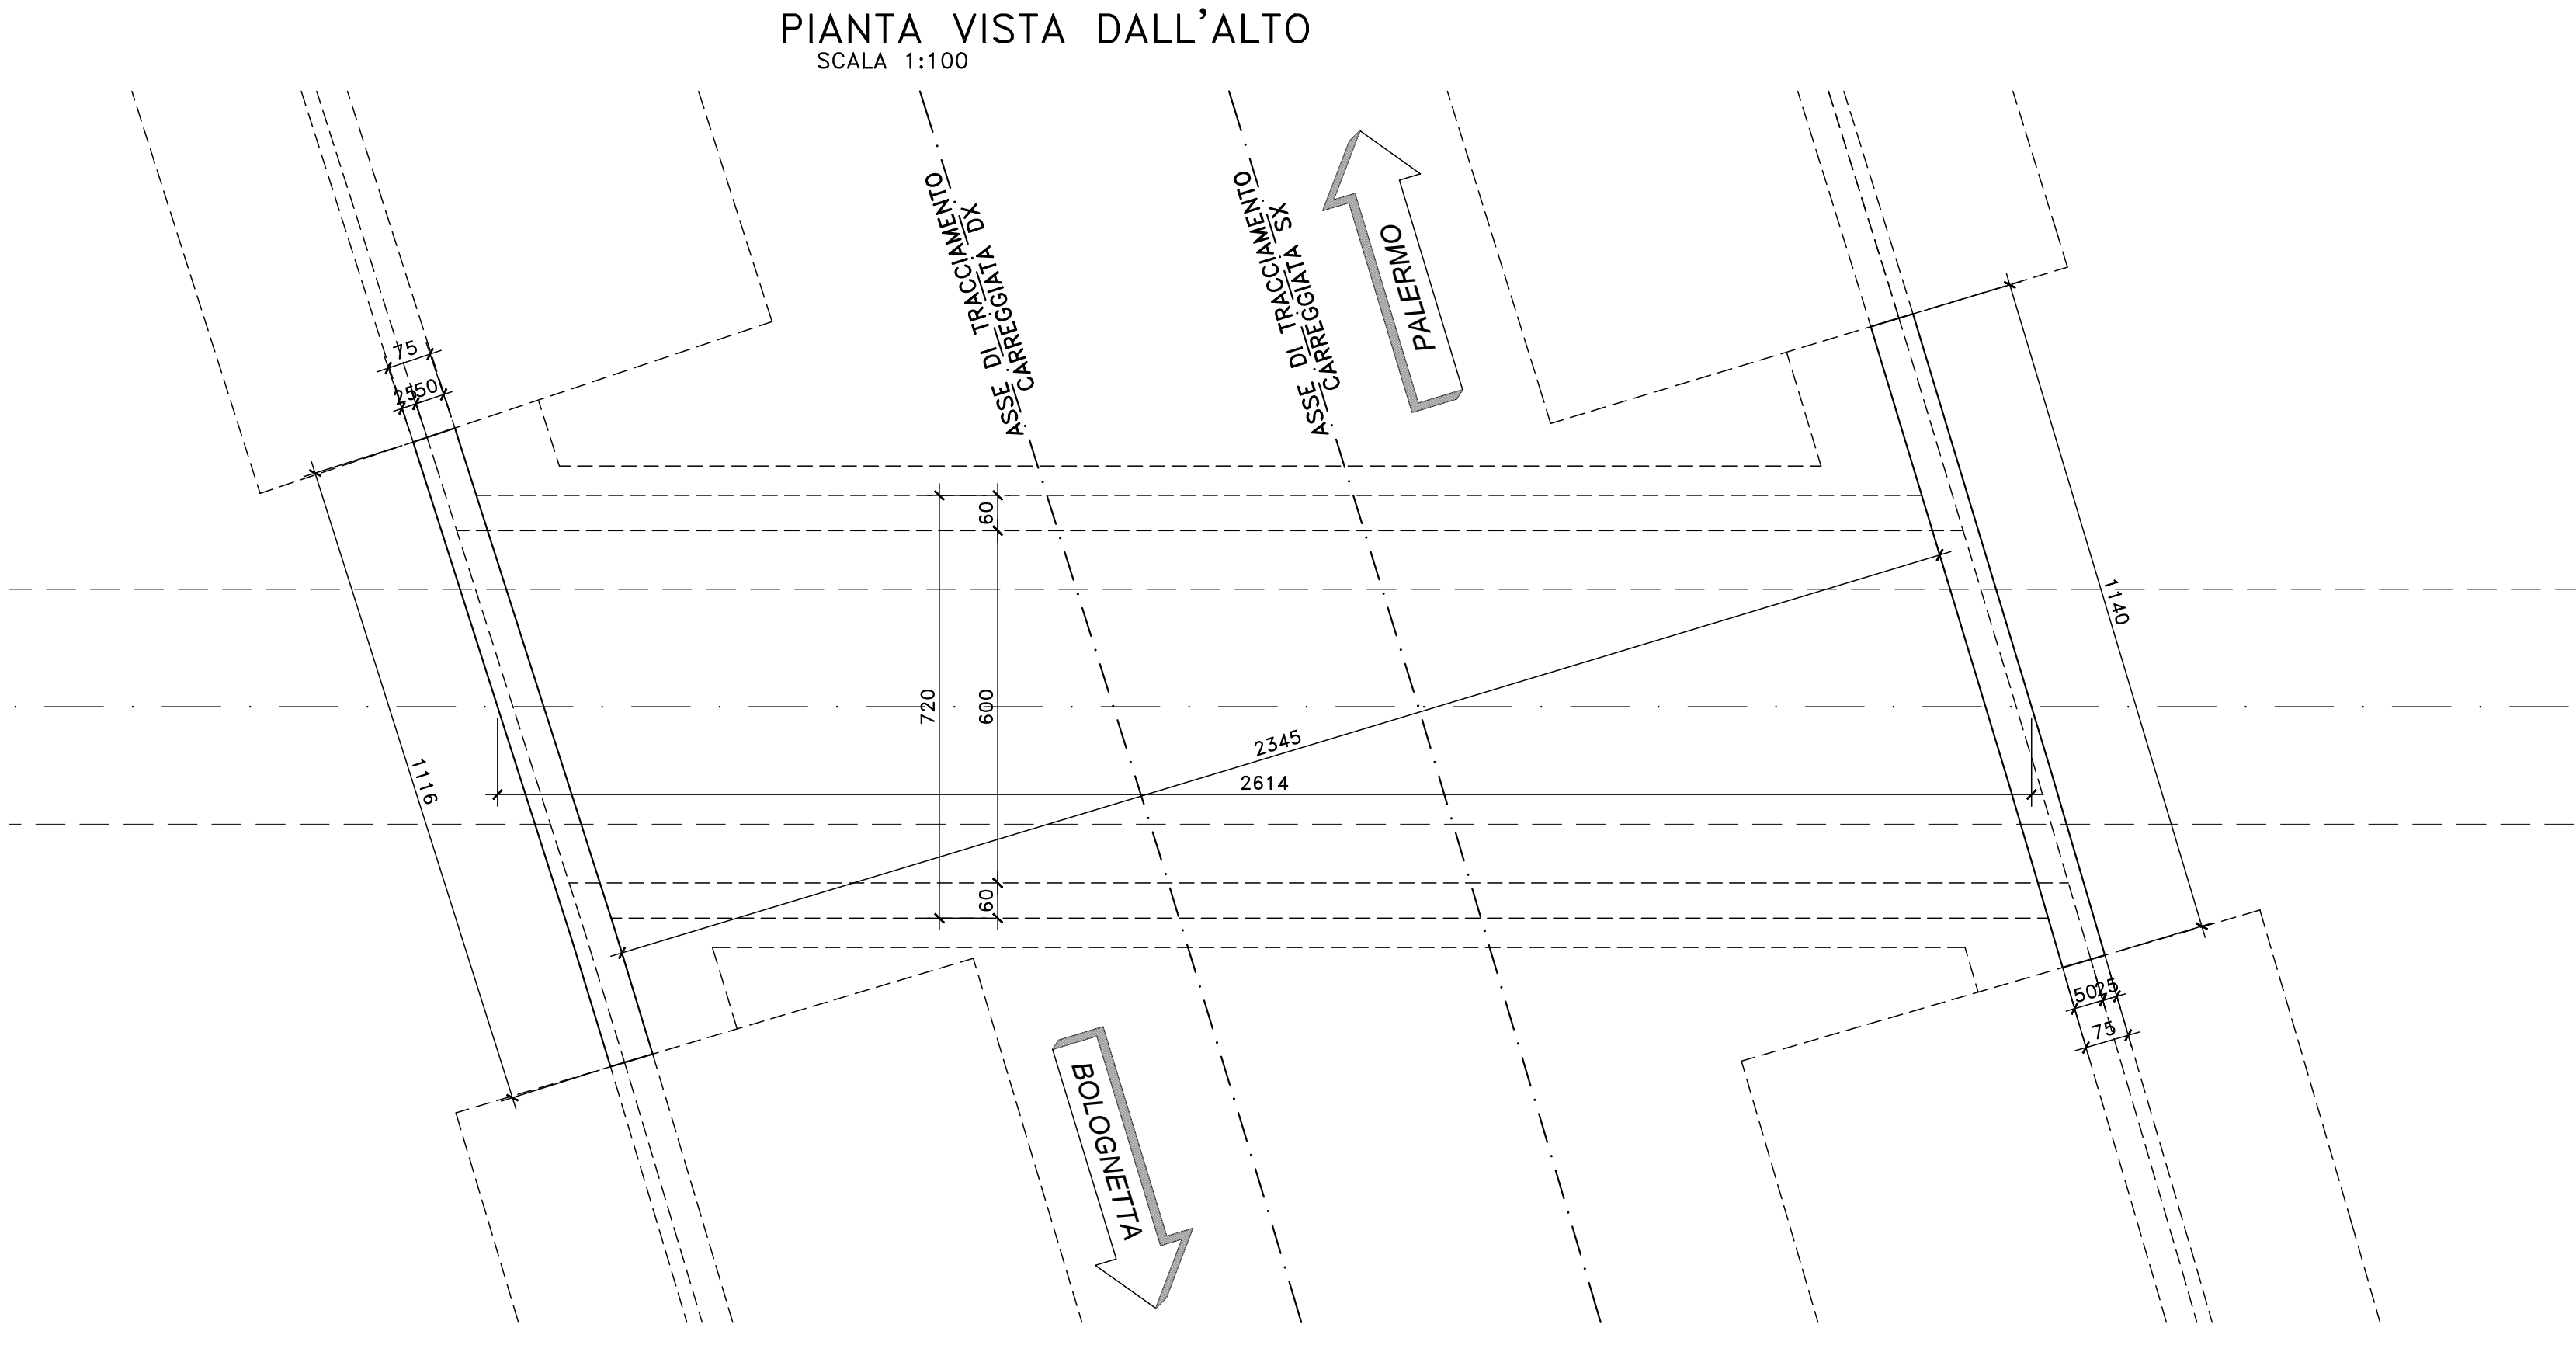 PIANTA VISTA DALL'ALTO
SCALA 1:100
ASSE DI TRACCIAMENTO
CARREGGIATA DX
ASSE DI TRACCIAMENTO
CARREGGIATA SX
PALERMO
75
25
50
60
1140
720
600
2345
2614
1116
60
50
25
75
BOLOGNETTA